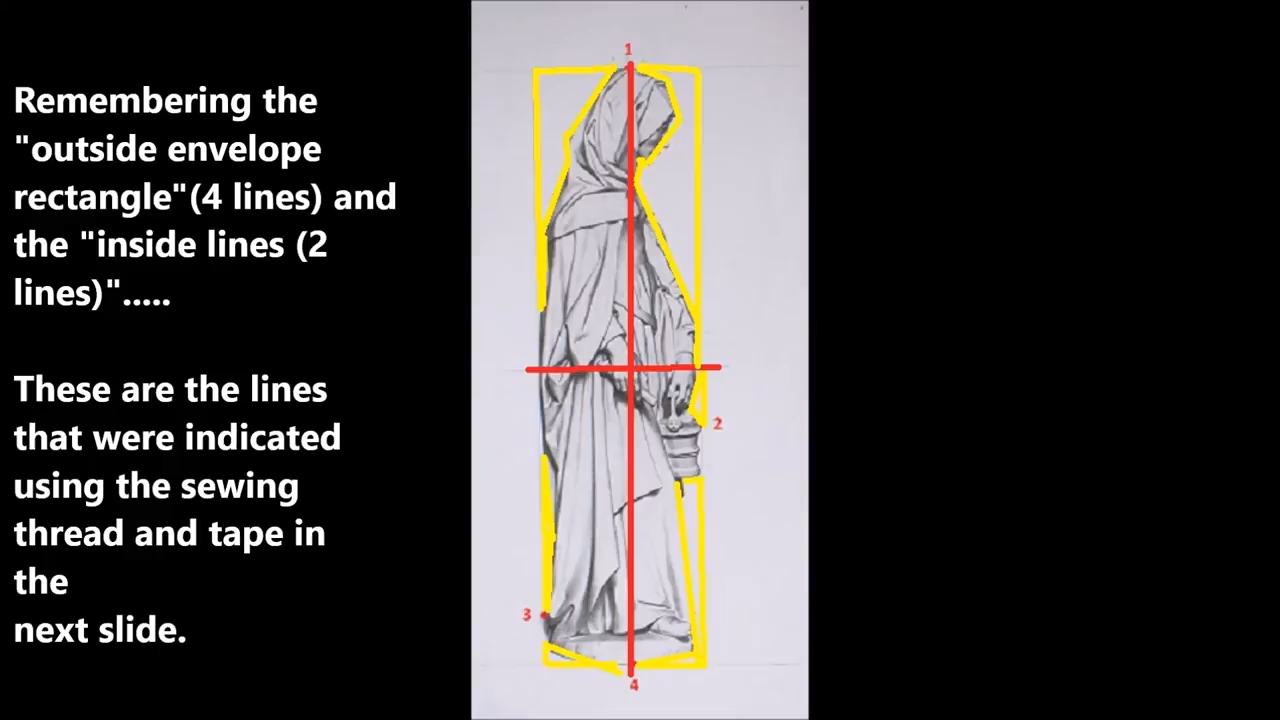 Remembering the
"outside envelope
rectangle"(4 lines) and
the "inside lines (2
lines)".....
These are the lines
that were indicated
using the sewing
thread and tape in
the
next slide.
1
2
3
4